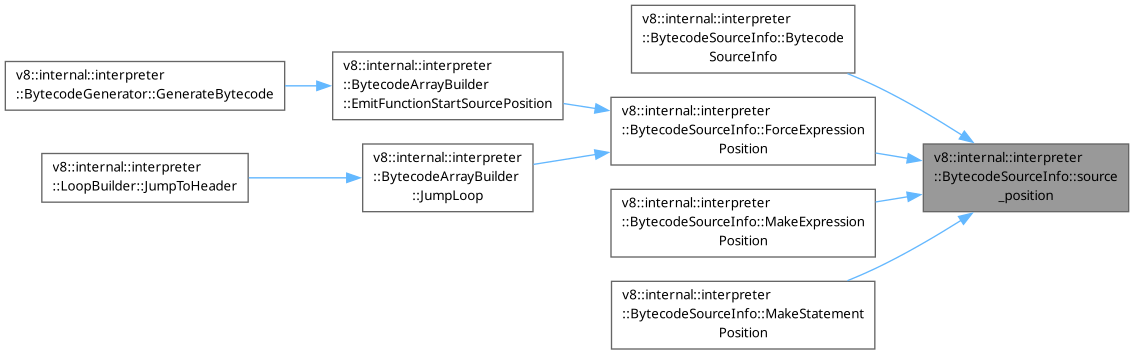 v8::internal::interpreter
::BytecodeGenerator::GenerateBytecode
v8::internal::interpreter
::BytecodeArrayBuilder
::EmitFunctionStartSourcePosition
v8::internal::interpreter
::LoopBuilder::JumpToHeader
v8::internal::interpreter
::BytecodeArrayBuilder
::JumpLoop
v8::internal::interpreter
::BytecodeSourceInfo::Bytecode
SourceInfo
v8::internal::interpreter
::BytecodeSourceInfo::ForceExpression
Position
v8::internal::interpreter
::BytecodeSourceInfo::MakeExpression
Position
v8::internal::interpreter
::BytecodeSourceInfo::MakeStatement
Position
v8::internal::interpreter
::BytecodeSourceInfo::source
_position